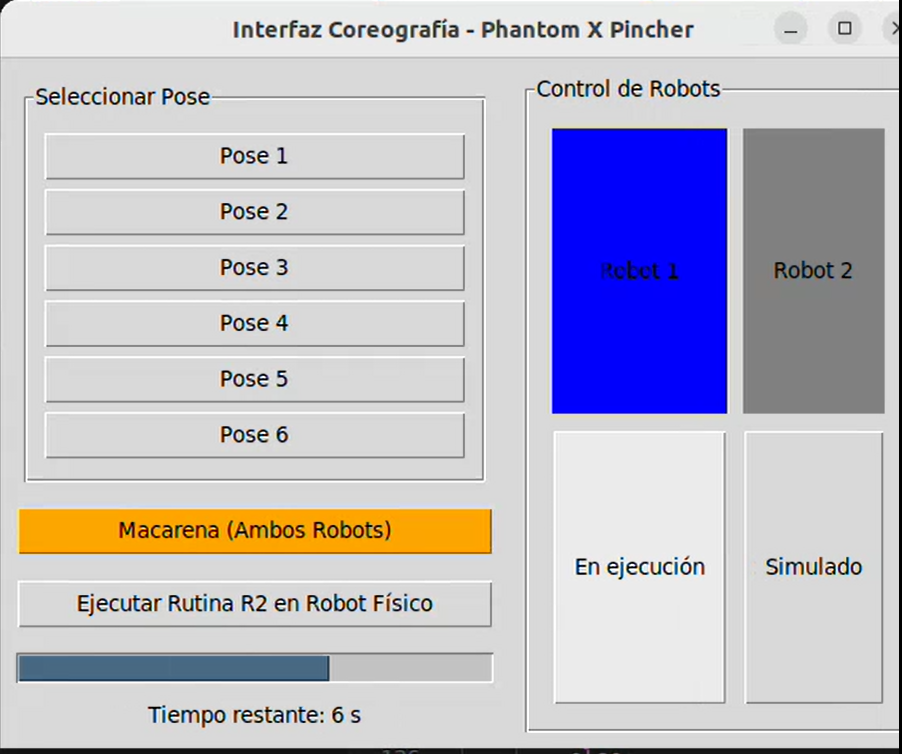 Interfaz Coreografía - Phantom X Pincher
Seleccionar Pose
Pose 1
Pose 2
Pose 3
Pose 4
Pose 5
Pose 6
Macarena (Ambos Robots)
Ejecutar Rutina R2 en Robot Físico
Tiempo restante: 6 s
Control de Robots
Robot 1
Robot 2
En ejecución
Simulado